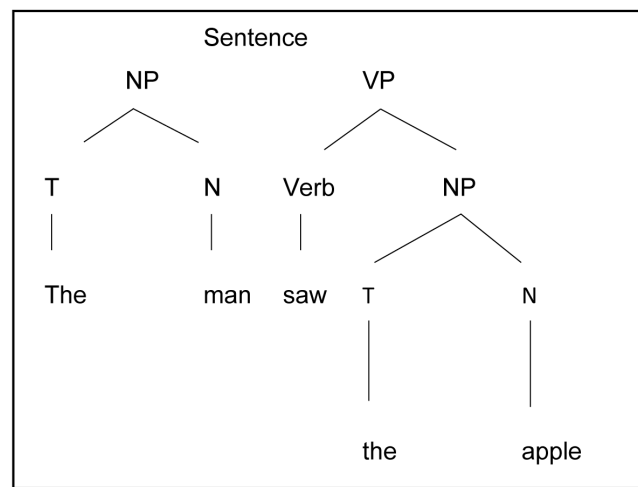 Sentence
NP VP
T N Verb NP
The man saw T N
the apple